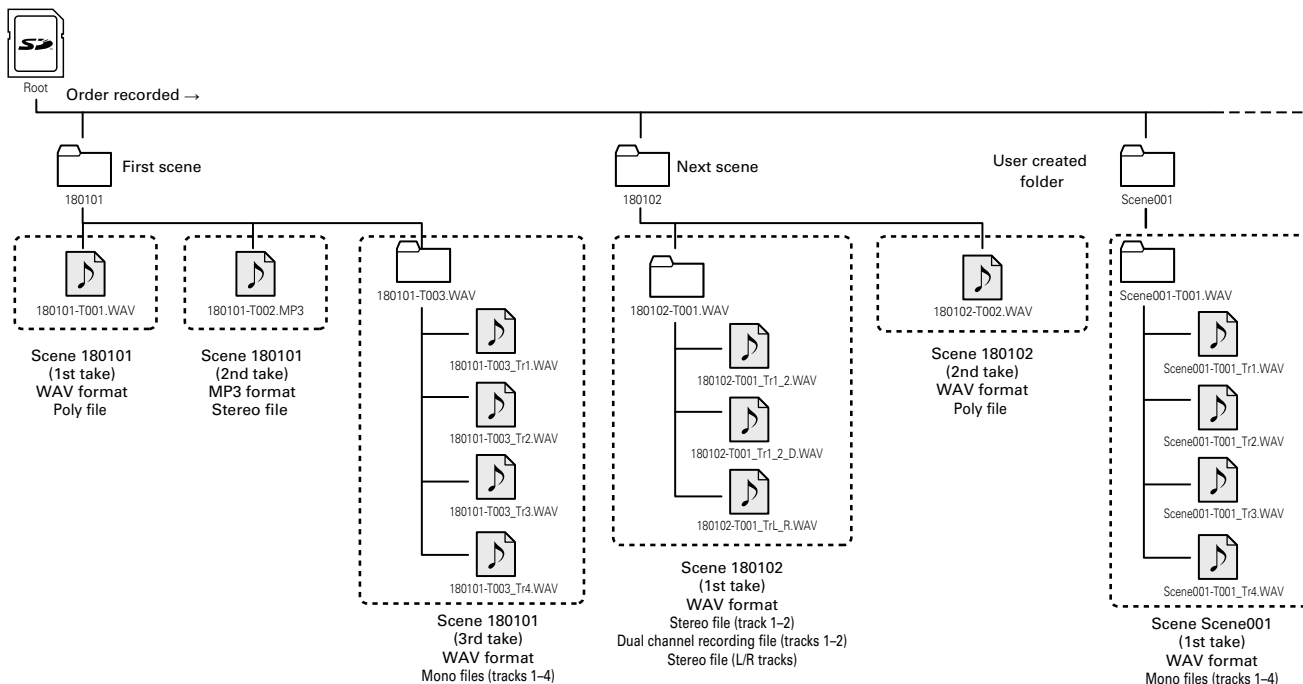 SD
Root
Order recorded →
First scene
180101
180101-T001.WAV
Scene 180101
(1st take)
WAV format
Poly file
180101-T002.MP3
Scene 180101
(2nd take)
MP3 format
Stereo file
180101-T003.WAV
180101-T003_Tr1.WAV
180101-T003_Tr2.WAV
180101-T003_Tr3.WAV
180101-T003_Tr4.WAV
Scene 180101
(3rd take)
WAV format
Mono files (tracks 1–4)
Next scene
180102
180102-T001.WAV
180102-T001_Tr1_2.WAV
180102-T001_Tr1_2_D.WAV
180102-T001_TrL_R.WAV
Scene 180102
(1st take)
WAV format
Stereo file (track 1–2)
Dual channel recording file (tracks 1–2)
Stereo file (L/R tracks)
180102-T002.WAV
Scene 180102
(2nd take)
WAV format
Poly file
User created
folder
Scene001
Scene001-T001.WAV
Scene001-T001_Tr1.WAV
Scene001-T001_Tr2.WAV
Scene001-T001_Tr3.WAV
Scene001-T001_Tr4.WAV
Scene Scene001
(1st take)
WAV format
Mono files (tracks 1–4)